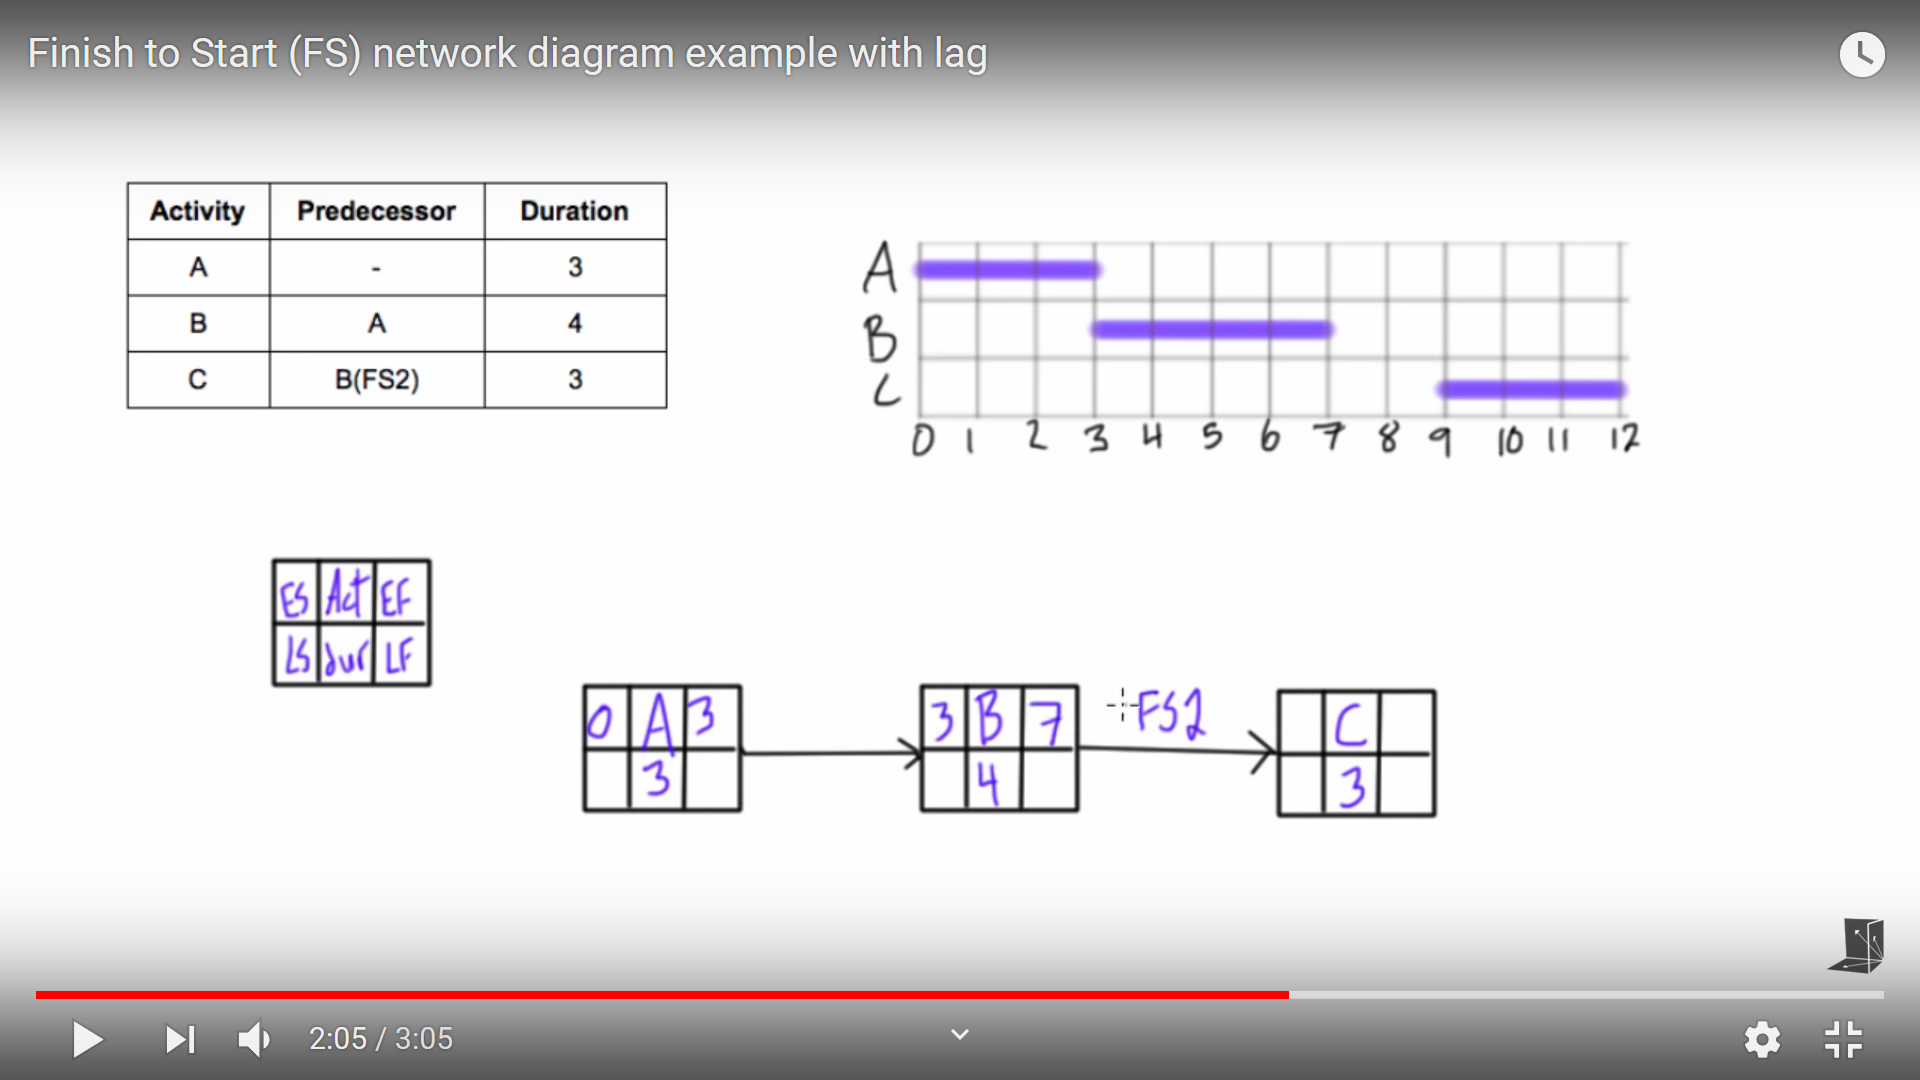 Finish to Start (FS) network diagram example with lag
Activity Predecessor Duration
A - 3
B A 4
C B(FS2) 3
A
B
C
0 1 2 3 4 5 6 7 8 9 10 11 12
ES Act EF
LS dur LF
0 A 3
3
3 B 7
4
FS2
C
3
2:05 / 3:05